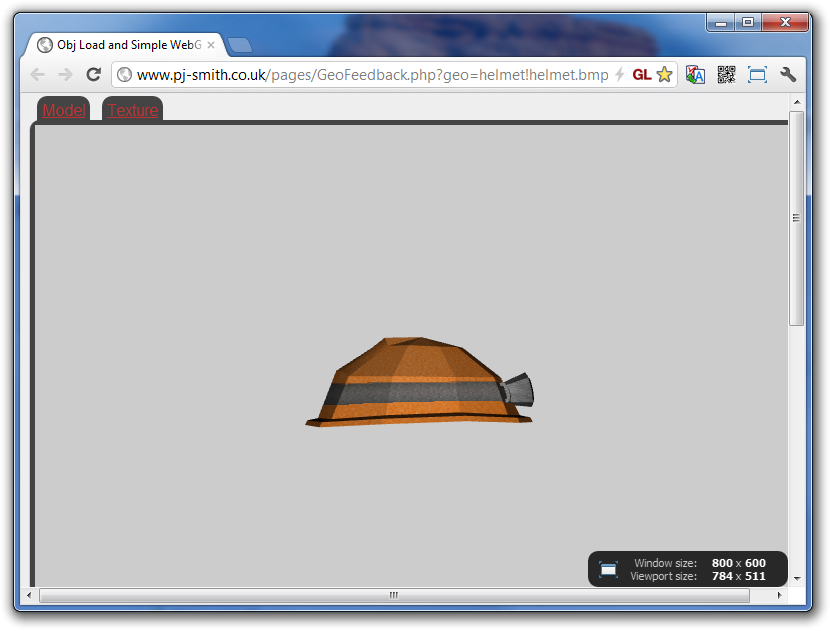 Obj Load and Simple WebG
www.pj-smith.co.uk/pages/GeoFeedback.php?geo=helmet!helmet.bmp GL
Model Texture
Window size: 800 x 600
Viewport size: 784 x 511